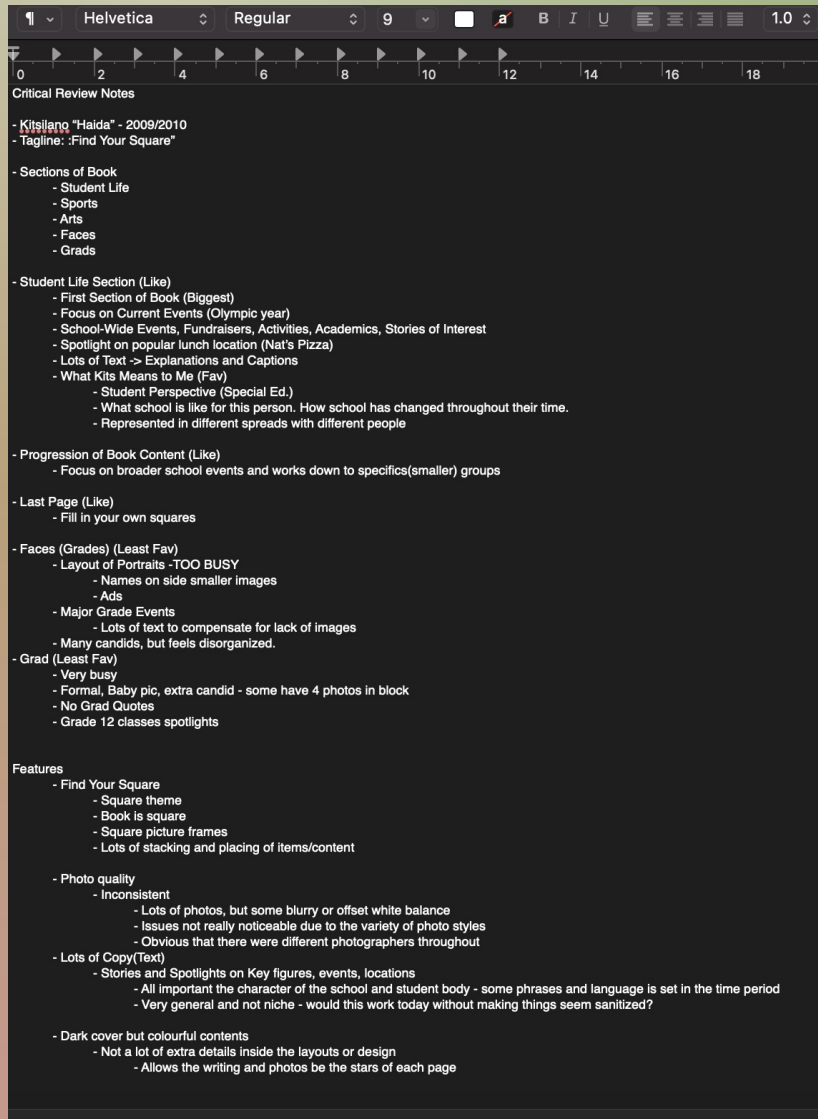 ¶ Helvetica Regular 9 a B I U 1.0
0 2 4 6 8 10 12 14 16 18
Critical Review Notes
- Kitsilano “Haida” - 2009/2010
- Tagline: :Find Your Square”
- Sections of Book
- Student Life
- Sports
- Arts
- Faces
- Grads
- Student Life Section (Like)
- First Section of Book (Biggest)
- Focus on Current Events (Olympic year)
- School-Wide Events, Fundraisers, Activities, Academics, Stories of Interest
- Spotlight on popular lunch location (Nat’s Pizza)
- Lots of Text -> Explanations and Captions
- What Kits Means to Me (Fav)
- Student Perspective (Special Ed.)
- What school is like for this person. How school has changed throughout their time.
- Represented in different spreads with different people
- Progression of Book Content (Like)
- Focus on broader school events and works down to specifics(smaller) groups
- Last Page (Like)
- Fill in your own squares
- Faces (Grades) (Least Fav)
- Layout of Portraits -TOO BUSY
- Names on side smaller images
- Ads
- Major Grade Events
- Lots of text to compensate for lack of images
- Many candids, but feels disorganized.
- Grad (Least Fav)
- Very busy
- Formal, Baby pic, extra candid - some have 4 photos in block
- No Grad Quotes
- Grade 12 classes spotlights
Features
- Find Your Square
- Square theme
- Book is square
- Square picture frames
- Lots of stacking and placing of items/content
- Photo quality
- Inconsistent
- Lots of photos, but some blurry or offset white balance
- Issues not really noticeable due to the variety of photo styles
- Obvious that there were different photographers throughout
- Lots of Copy(Text)
- Stories and Spotlights on Key figures, events, locations
- All important the character of the school and student body - some phrases and language is set in the time period
- Very general and not niche - would this work today without making things seem sanitized?
- Dark cover but colourful contents
- Not a lot of extra details inside the layouts or design
- Allows the writing and photos be the stars of each page